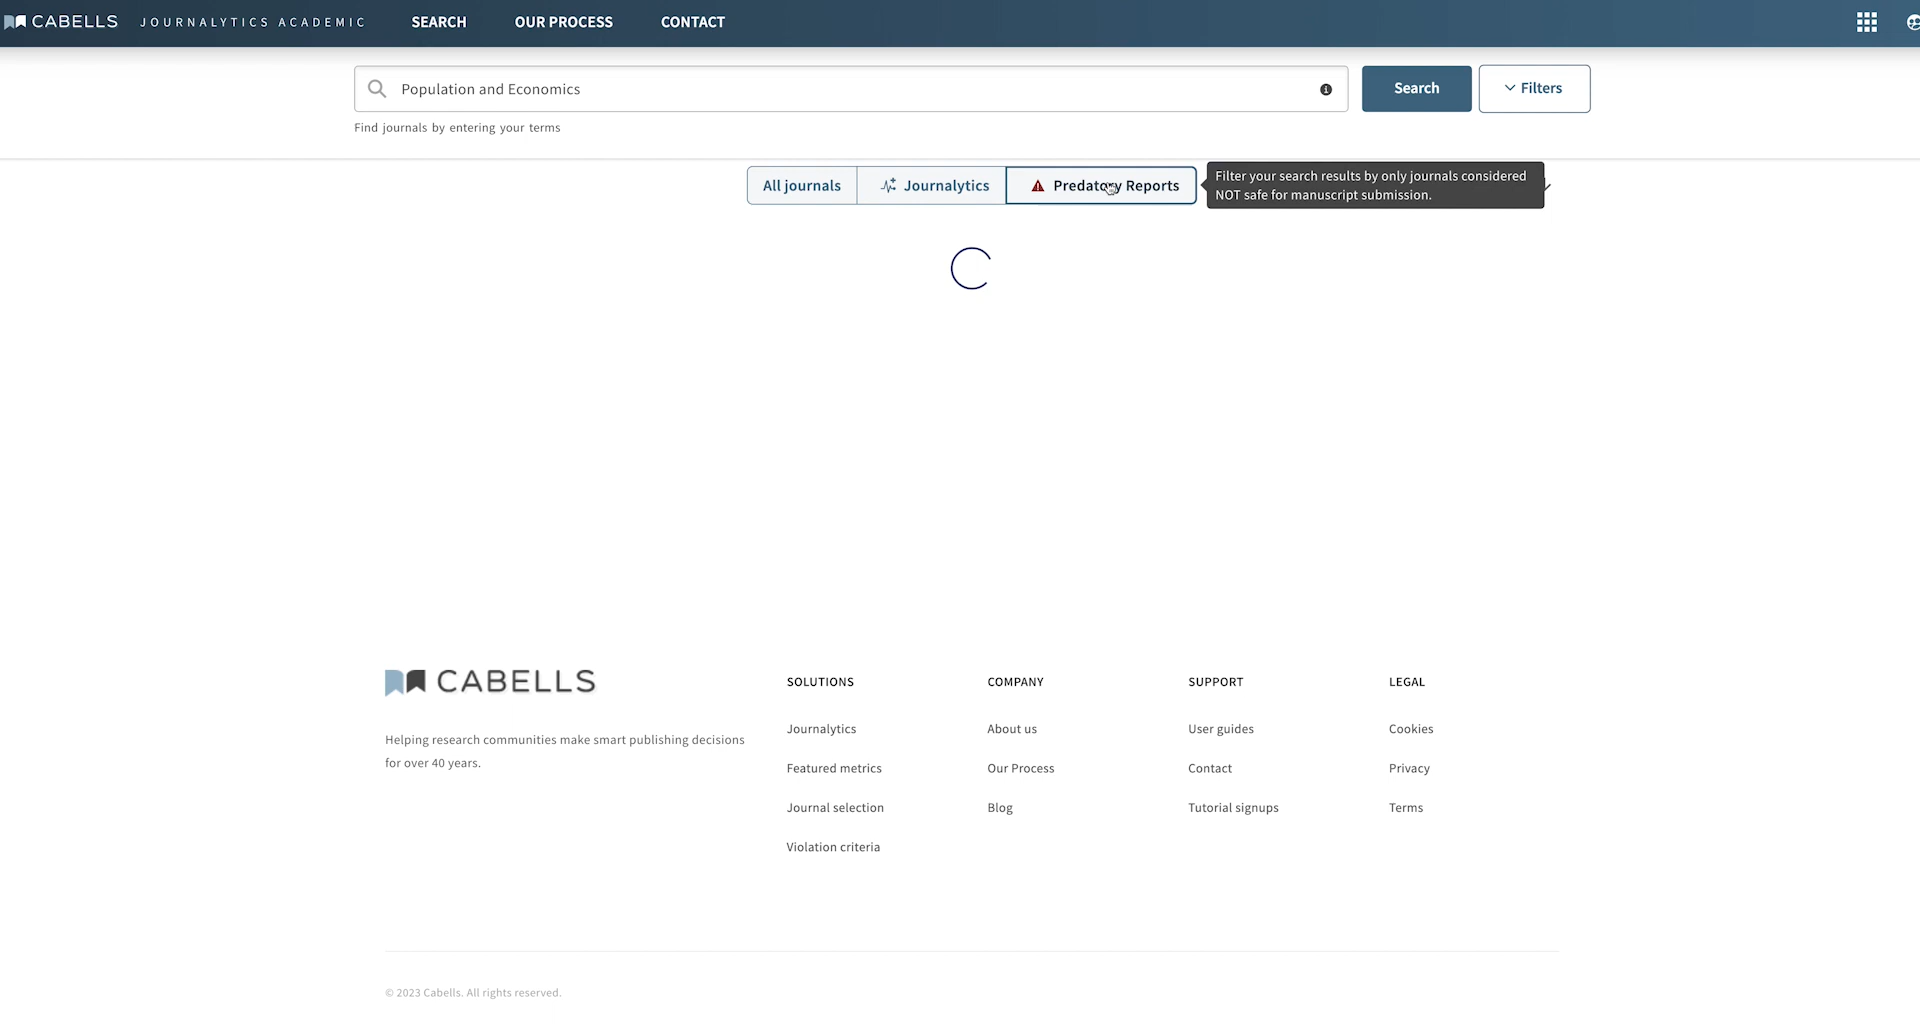 CABELLS JOURNALYTICS ACADEMIC SEARCH OUR PROCESS CONTACT
Population and Economics
Search
Filters
Find journals by entering your terms
All journals
Journalytics
Predatory Reports
Filter your search results by only journals considered
NOT safe for manuscript submission.
CABELLS
Helping research communities make smart publishing decisions
for over 40 years.
SOLUTIONS
Journalytics
Featured metrics
Journal selection
Violation criteria
COMPANY
About us
Our Process
Blog
SUPPORT
User guides
Contact
Tutorial signups
LEGAL
Cookies
Privacy
Terms
© 2023 Cabells. All rights reserved.